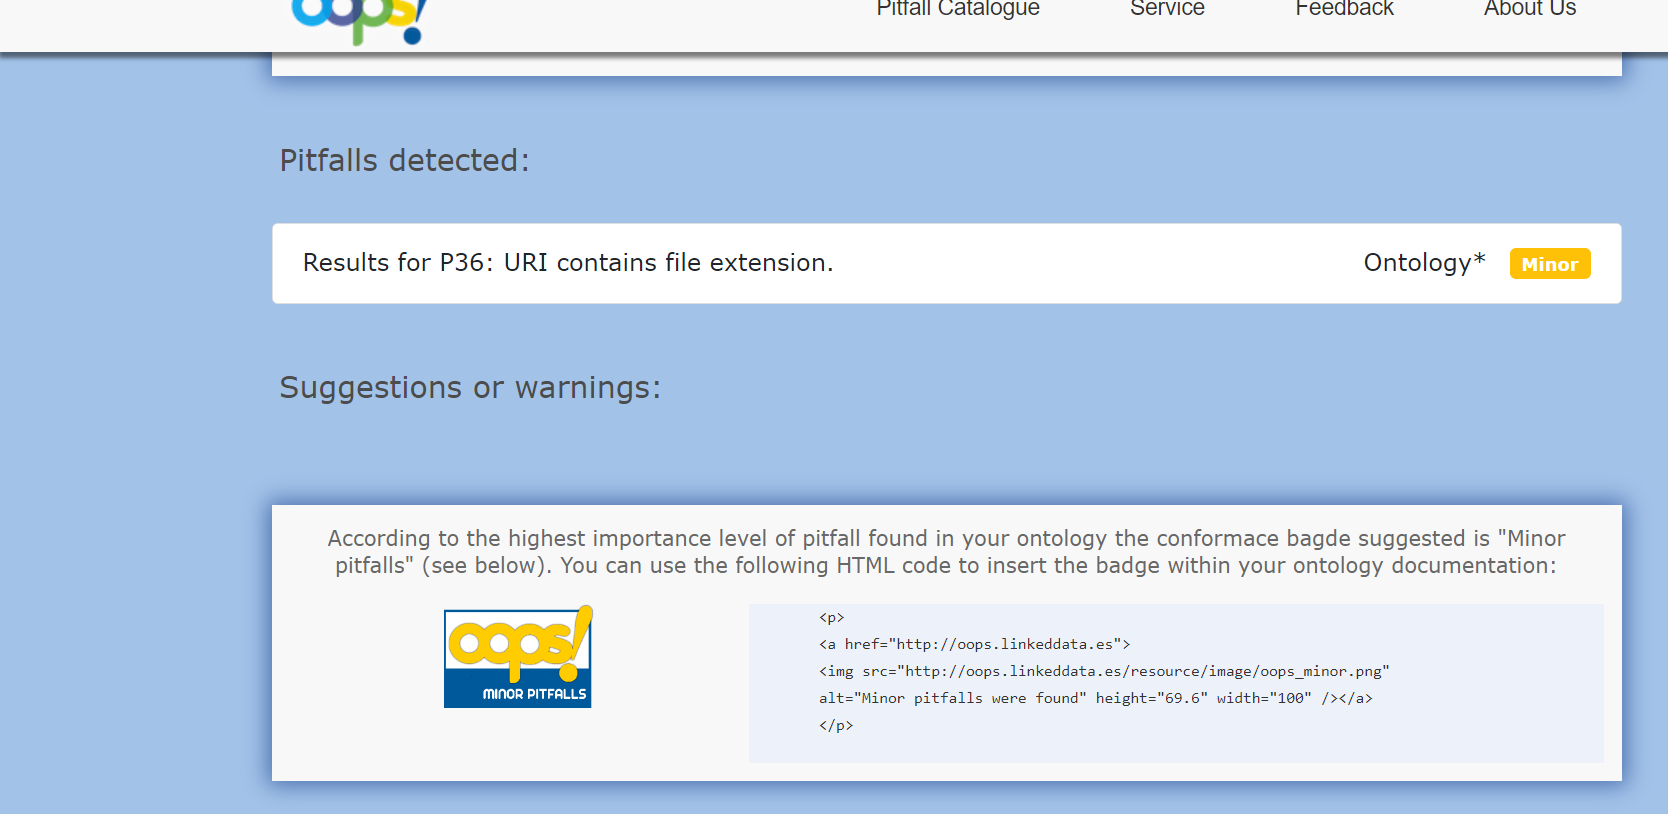 oops!
Pitfall Catalogue
Service
Feedback
About Us
Pitfalls detected:
Results for P36: URI contains file extension.
Ontology*
Minor
Suggestions or warnings:
According to the highest importance level of pitfall found in your ontology the conformace bagde suggested is "Minor
pitfalls" (see below). You can use the following HTML code to insert the badge within your ontology documentation:
oops!
MINOR PITFALLS
<p>
<a href="http://oops.linkeddata.es">
<img src="http://oops.linkeddata.es/resource/image/oops_minor.png"
alt="Minor pitfalls were found" height="69.6" width="100" /></a>
</p>